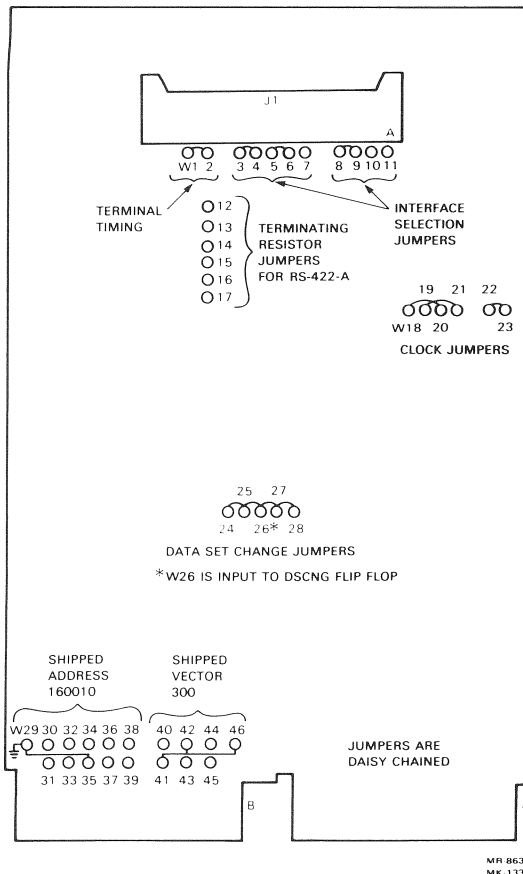 J1
A
W1 2 3 4 5 6 7 8 9 10 11
TERMINAL
TIMING
12
13
14
15
16
17
TERMINATING
RESISTOR
JUMPERS
FOR RS-422-A
INTERFACE
SELECTION
JUMPERS
19 21 22
W18 20 23
CLOCK JUMPERS
25 27
24 26* 28
DATA SET CHANGE JUMPERS
*W26 IS INPUT TO DSCNG FLIP FLOP
SHIPPED
ADDRESS
160010
SHIPPED
VECTOR
300
W29 30 32 34 36 38 40 42 44 46
31 33 35 37 39 41 43 45
JUMPERS ARE
DAISY CHAINED
B
MR-863